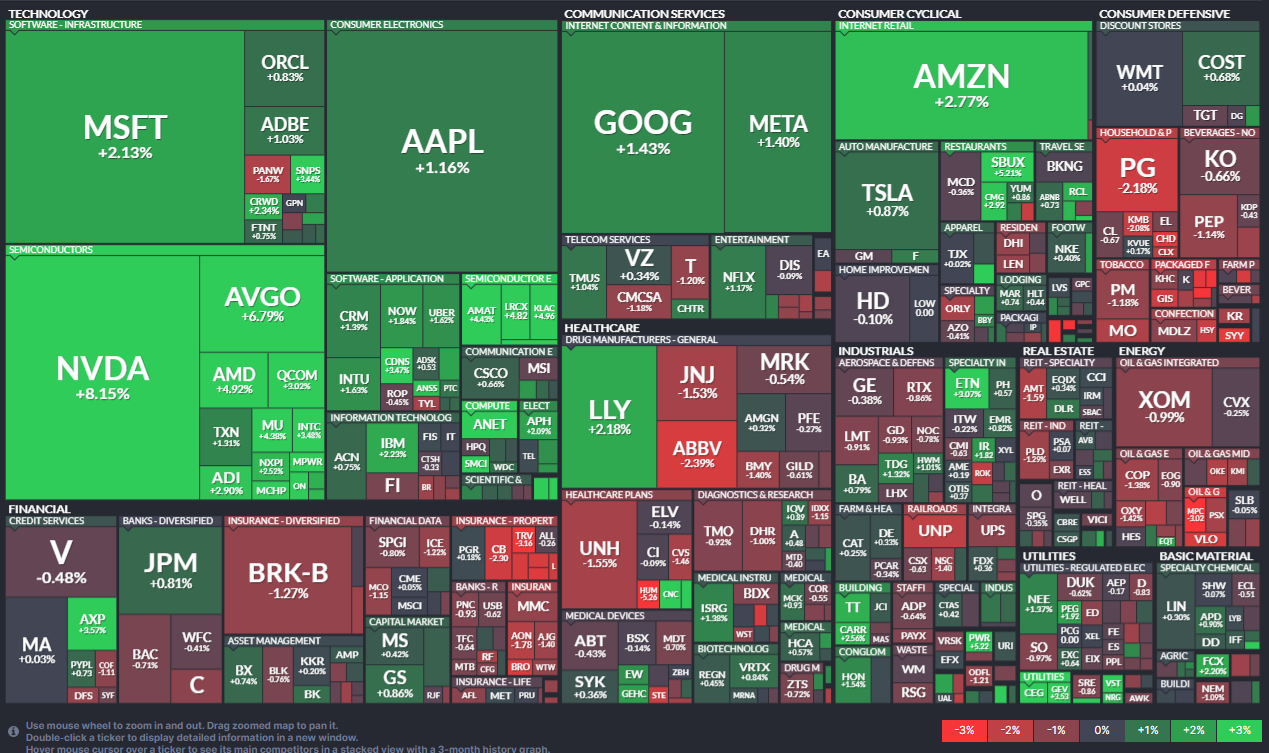 TECHNOLOGY
SOFTWARE - INFRASTRUCTURE
MSFT
+2.13%
ORCL
+0.83%
ADBE
+1.03%
PANW
-1.67%
SNPS
+3.44%
CRWD
+2.34%
GPN
FTNT
+0.75%
CONSUMER ELECTRONICS
AAPL
+1.16%
SEMICONDUCTORS
NVDA
+8.15%
AVGO
+6.79%
AMD
+4.92%
QCOM
+3.02%
TXN
+1.31%
MU
+4.28%
INTC
+3.48%
ADI
+2.90%
NXPI
+2.52%
MPWR
MCHP
ON
SOFTWARE - APPLICATION
CRM
+1.39%
NOW
+1.84%
UBER
+1.62%
INTU
+1.63%
CDNS
+3.47%
ADSK
+0.53
ROP
-0.45%
ANSS
PTC
TYL
SEMICONDUCTOR E
AMAT
+4.43%
LRCX
+4.82
KLAC
+4.96
COMMUNICATION E
CSCO
+0.66%
MSI
COMPUTE
ANET
ELECT
APH
+2.09%
HPQ
SMCI
WDC
TEL
SCIENTIFIC &
INFORMATION TECHNOLOG
ACN
+0.75%
IBM
+2.23%
FIS
IT
CTSH
-0.33
FI
BR
COMMUNICATION SERVICES
INTERNET CONTENT & INFORMATION
GOOG
+1.43%
META
+1.40%
TELECOM SERVICES
TMUS
+1.04%
VZ
+0.34%
T
-1.20%
CMCSA
-1.18%
CHTR
ENTERTAINMENT
NFLX
+1.17%
DIS
-0.09%
EA
CONSUMER CYCLICAL
INTERNET RETAIL
AMZN
+2.77%
AUTO MANUFACTURE
TSLA
+0.87%
GM
F
RESTAURANTS
MCD
-0.36%
SBUX
+5.21%
CMG
+2.92
YUM
+0.86
TRAVEL SE
BKNG
ABNB
+0.73
RCL
HOME IMPROVEMEN
HD
-0.10%
LOW
0.00
APPAREL
TJX
+0.02%
RESIDEN
DHI
LEN
FOOTW
NKE
+0.40%
SPECIALTY
ORLY
BBY
AZO
-0.41%
LODGING
MAR
+0.74
HLT
+0.44
LVS
GPC
PACKAGI
IP
CONSUMER DEFENSIVE
DISCOUNT STORES
WMT
+0.04%
COST
+0.68%
TGT
DG
HOUSEHOLD & P
PG
-2.18%
CL
-0.67
KMB
-2.08%
EL
KVUE
+0.17%
CHD
CLX
BEVERAGES - NO
KO
-0.66%
PEP
-1.14%
KDP
-0.43
TOBACCO
PM
-1.18%
MO
PACKAGED F
KHC
K
GIS
FARM P
BEVER
CONFECTION
MDLZ
HSY
KR
SYY
HEALTHCARE
DRUG MANUFACTURERS - GENERAL
LLY
+2.18%
JNJ
-1.53%
ABBV
-2.39%
MRK
-0.54%
AMGN
+0.32%
PFE
-0.27%
BMY
-1.40%
GILD
-0.61%
HEALTHCARE PLANS
UNH
-1.55%
ELV
-0.14%
CI
-0.09%
CVS
-1.46
HUM
-5.26
CNC
DIAGNOSTICS & RESEARCH
TMO
-0.92%
DHR
-1.00%
IQV
+0.89
IDXX
-1.15
A
+0.48
MTD
-0.40
MEDICAL DEVICES
ABT
-0.43%
BSX
-0.14%
MDT
-0.70%
SYK
+0.36%
EW
ZBH
GEHC
STE
MEDICAL INSTRU
ISRG
+1.38%
BDX
WST
MEDICAL
MCK
+0.93
COR
-0.55
MEDICAL
HCA
+0.57%
BIOTECHNOLOG
REGN
+0.45%
VRTX
+0.84%
MRNA
DRUG M
ZTS
-0.72%
FINANCIAL
CREDIT SERVICES
V
-0.48%
MA
+0.03%
AXP
+3.57%
PYPL
+0.73
COF
-1.11
DFS
SYF
BANKS - DIVERSIFIED
JPM
+0.81%
BAC
-0.71%
WFC
-0.41%
C
INSURANCE - DIVERSIFIED
BRK-B
-1.27%
ASSET MANAGEMENT
BX
+0.74%
BLK
-0.76%
KKR
+0.20%
AMP
BK
FINANCIAL DATA
SPGI
-0.80%
ICE
-1.22%
MCO
-1.15
CME
+0.05%
MSCI
CAPITAL MARKET
MS
+0.42%
GS
+0.86%
RJF
INSURANCE - PROPERT
PGR
+0.18%
CB
-2.30
TRV
-3.16
ALL
-0.26
L
BANKS - R
PNC
-0.93
USB
-0.62
TFC
-0.64
RF
MTB
CFG
INSURAN
MMC
AON
-1.78
AJG
-1.40
BRO
WTW
INSURANCE - LIFE
AFL
MET
PRU
INDUSTRIALS
AEROSPACE & DEFENS
GE
-0.38%
RTX
-0.86%
LMT
-0.91%
GD
-0.93%
NOC
-0.78%
BA
+0.79%
TDG
+1.32%
HWM
+1.01%
LHX
SPECIALTY IN
ETN
+3.07%
PH
+0.57
ITW
-0.22%
EMR
+0.82%
CMI
-0.63
IR
+1.82
XYL
AME
+0.19
ROK
OTIS
+0.37
FARM & HEA
CAT
+0.25%
DE
+0.33%
PCAR
-0.34%
RAILROADS
UNP
CSX
-0.63
NSC
-1.40
INTEGRA
UPS
FDX
+0.36
BUILDING
TT
JCI
CARR
+2.56%
MAS
STAFFI
ADP
-0.64%
PAYX
SPECIAL
CTAS
+0.42
INDUS
CONGLOM
HON
+1.54%
WASTE
WM
RSG
VRSK
PWR
+5.22
URI
EFX
ODFL
-1.21
UAL
REAL ESTATE
REIT - SPECIALTY
AMT
-1.59
EQIX
+0.34%
CCI
IRM
DLR
SBAC
REIT - IND
PLD
-1.29%
REIT -
PSA
+0.07
AVB
EXR
ESS
O
REIT - HEAL
WELL
SPG
-0.35%
CBRE
VICI
CSGP
ENERGY
OIL & GAS INTEGRATED
XOM
-0.99%
CVX
-0.25%
OIL & GAS E
COP
-1.38%
EOG
-0.90
OXY
-1.42%
HES
EQT
OIL & GAS MID
OKE
KMI
OIL & G
MPC
-3.02
PSX
VLO
SLB
-0.05%
UTILITIES
UTILITIES - REGULATED ELEC
NEE
+1.37%
DUK
-0.62%
AEP
-0.17
D
-0.83
PEG
+1.92
ED
SO
-0.97%
PCG
0.00
XEL
FE
ES
EXC
+0.64
EIX
PPL
UTILITIES
CEG
GEV
+2.53
SRE
-0.86
VST
NRG
AWK
BASIC MATERIAL
SPECIALTY CHEMICAL
LIN
+0.30%
SHW
-0.07%
ECL
-0.51
APD
+0.90%
LYB
DD
IFF
AGRIC
FCX
+2.20%
BUILDI
NEM
-1.09%
Use mouse wheel to zoom in and out. Drag zoomed map to pan it.
Double-click a ticker to display detailed information in a new window.
Hover mouse cursor over a ticker to see its main competitors in a stacked view with a 3-month history graph.
-3% -2% -1% 0% +1% +2% +3%